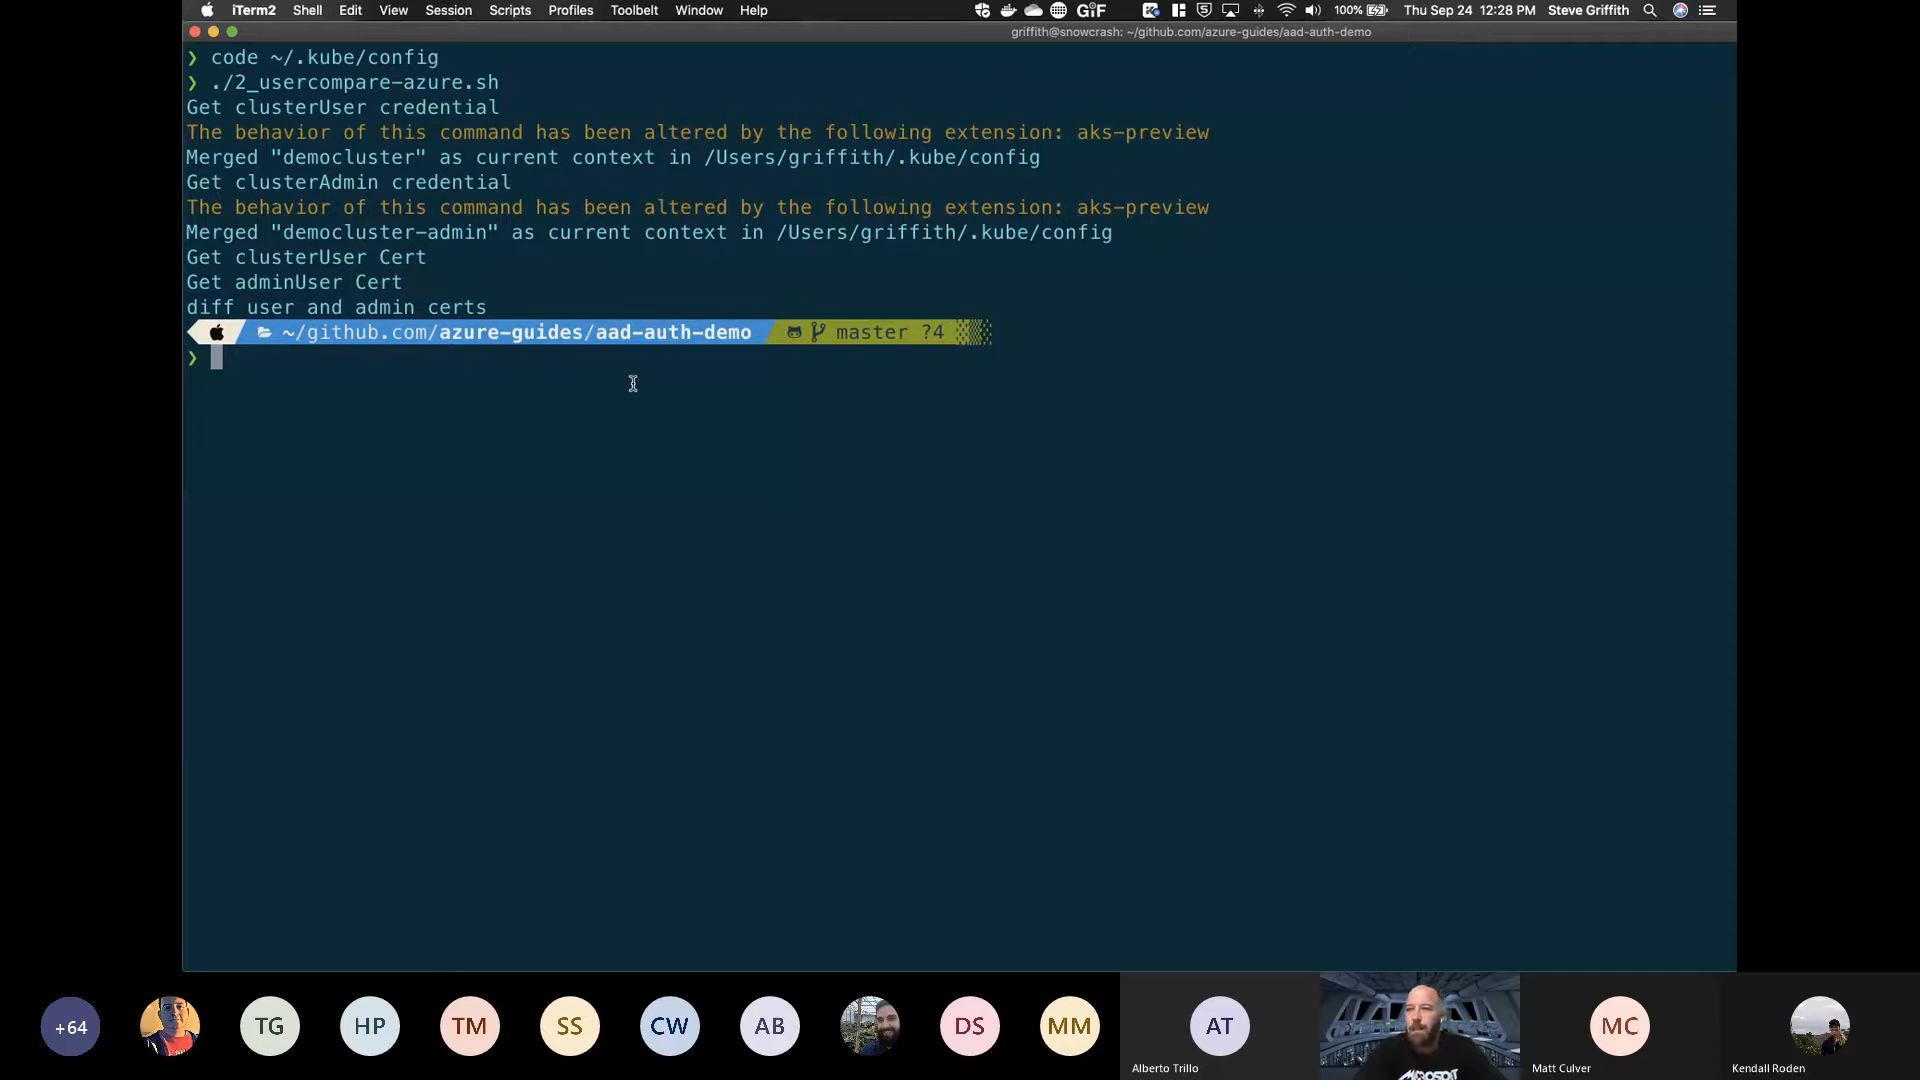 iTerm2 Shell Edit View Session Scripts Profiles Toolbelt Window Help GIF 100% Thu Sep 24 12:28 PM Steve Griffith
griffith@snowcrash: ~/github.com/azure-guides/aad-auth-demo
❯ code ~/.kube/config
❯ ./2_usercompare-azure.sh
Get clusterUser credential
The behavior of this command has been altered by the following extension: aks-preview
Merged "democluster" as current context in /Users/griffith/.kube/config
Get clusterAdmin credential
The behavior of this command has been altered by the following extension: aks-preview
Merged "democluster-admin" as current context in /Users/griffith/.kube/config
Get clusterUser Cert
Get adminUser Cert
diff user and admin certs
~/github.com/azure-guides/aad-auth-demo master ?4
❯
+64 TG HP TM SS CW AB DS MM AT MC
MICROSOFT
Alberto Trillo Matt Culver Kendall Roden